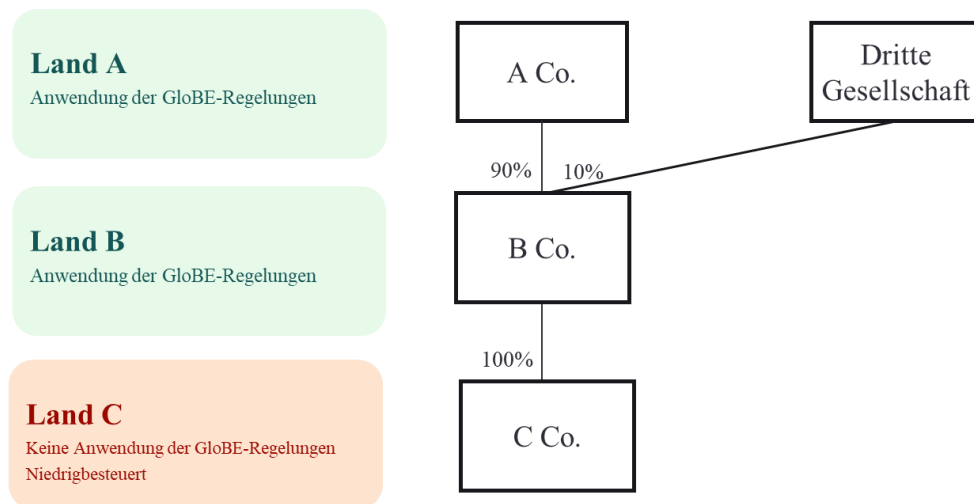 Land A
Anwendung der GloBE-Regelungen
A Co.
Dritte
Gesellschaft
90%
10%
Land B
Anwendung der GloBE-Regelungen
B Co.
100%
Land C
Keine Anwendung der GloBE-Regelungen
Niedrigbesteuert
C Co.